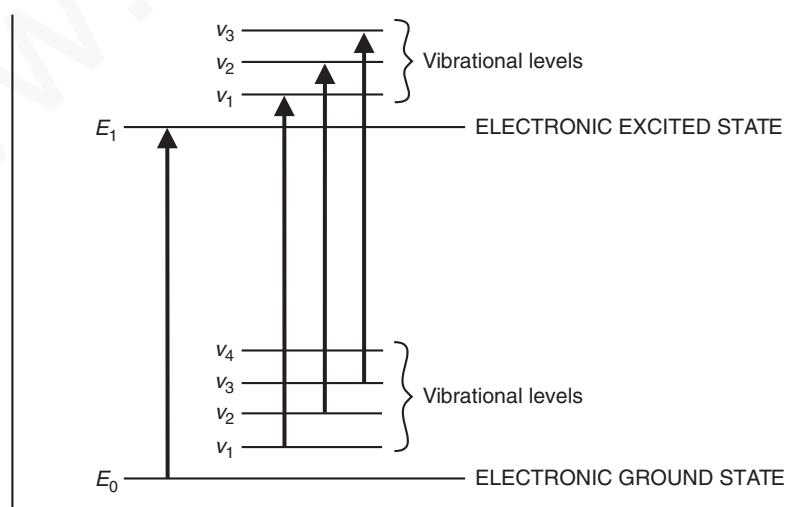 v3
v2 Vibrational levels
v1
E1 ELECTRONIC EXCITED STATE
v4
v3
v2 Vibrational levels
v1
E0 ELECTRONIC GROUND STATE